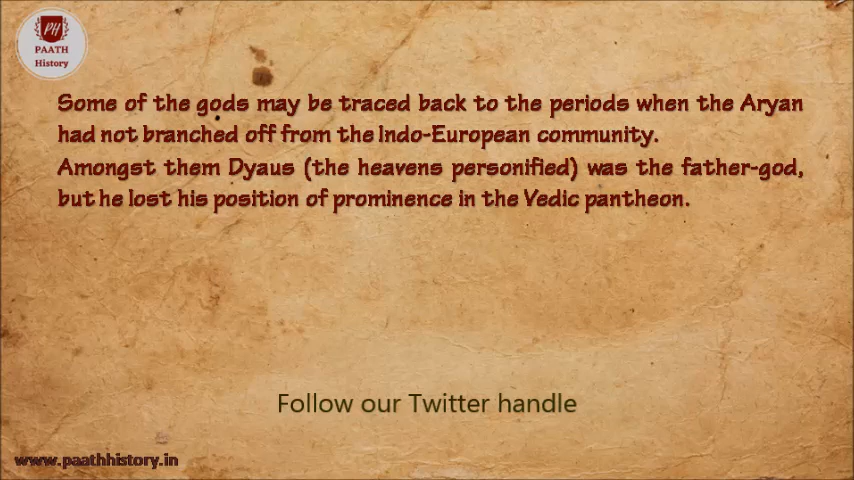 PH
PAATH
History
Some of the gods may be traced back to the periods when the Aryan
had not branched off from the Indo-European community.
Amongst them Dyaus (the heavens personified) was the father-god,
but he lost his position of prominence in the Vedic pantheon.
Follow our Twitter handle
www.paathhistory.in